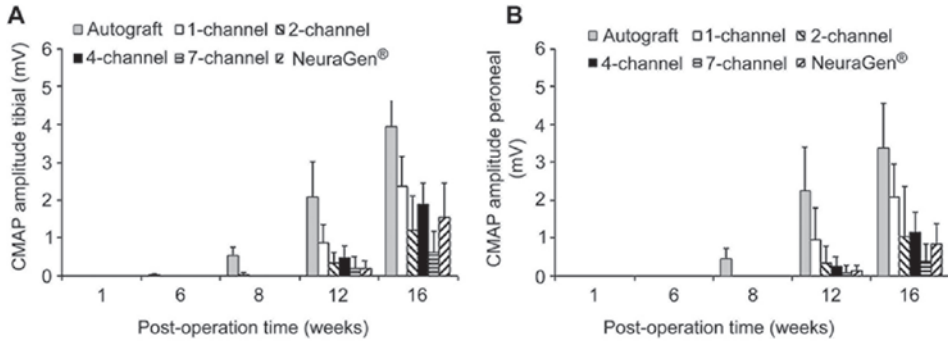 A
CMAP amplitude tibial (mV)
6
5
4
3
2
1
0
Autograft 1-channel 2-channel
4-channel 7-channel NeuraGen®
1 6 8 12 16
Post-operation time (weeks)
B
CMAP amplitude peroneal
(mV)
6
5
4
3
2
1
0
Autograft 1-channel 2-channel
4-channel 7-channel NeuraGen®
1 6 8 12 16
Post-operation time (weeks)